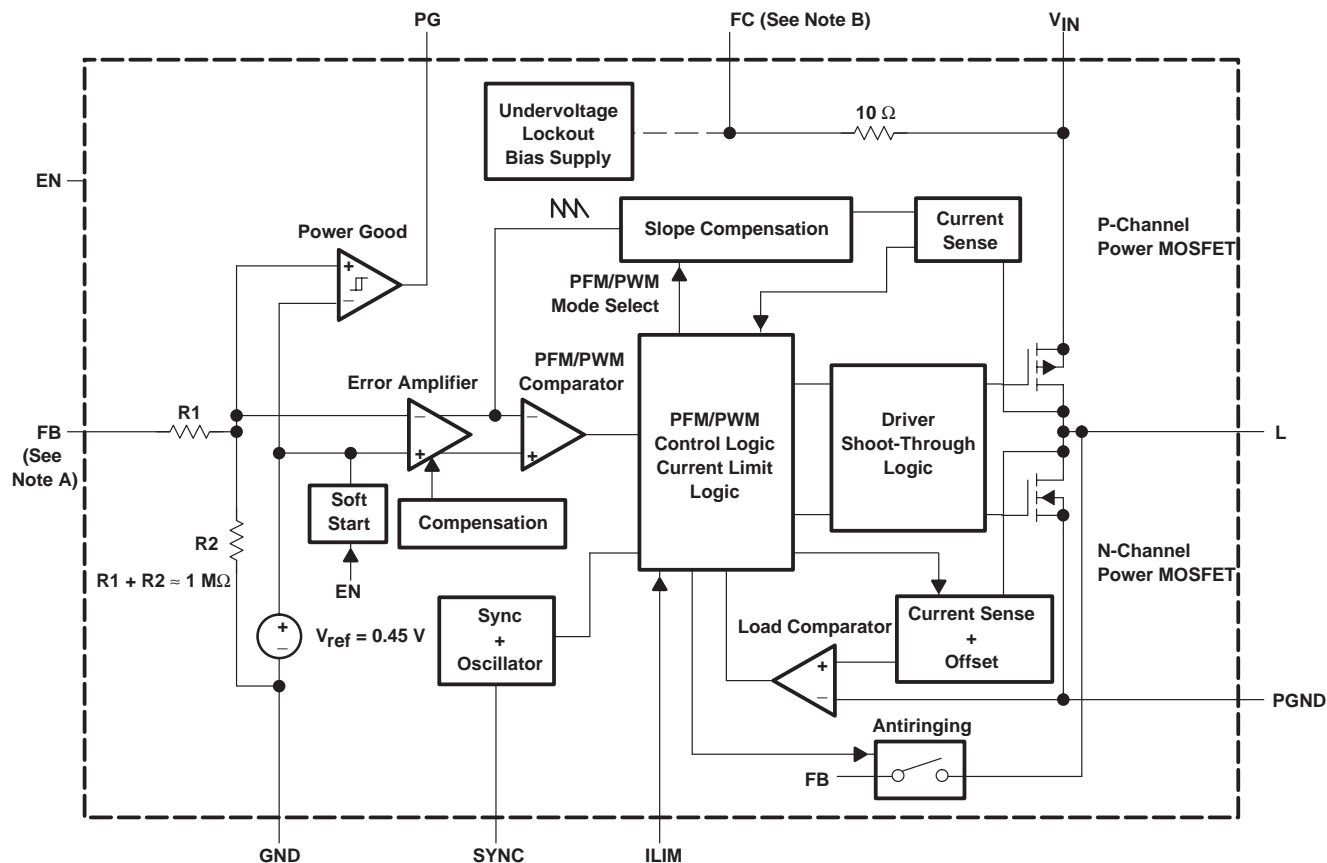 PG
FC (See Note B)
VIN
Undervoltage
Lockout
Bias Supply
10 Ω
EN
Slope Compensation
Current
Sense
P-Channel
Power MOSFET
Power Good
+
–
PFM/PWM
Mode Select
PFM/PWM
Comparator
Error Amplifier
R1
–
–
FB
(See
Note A)
+
+
PFM/PWM
Control Logic
Current Limit
Logic
Driver
Shoot-Through
Logic
L
Soft
Start
Compensation
R2
R1 + R2 ≈ 1 MΩ
EN
N-Channel
Power MOSFET
Sync
+
Oscillator
+
–
Vref = 0.45 V
Load Comparator
Current Sense
+
Offset
+
–
PGND
Antiringing
FB
GND
SYNC
ILIM